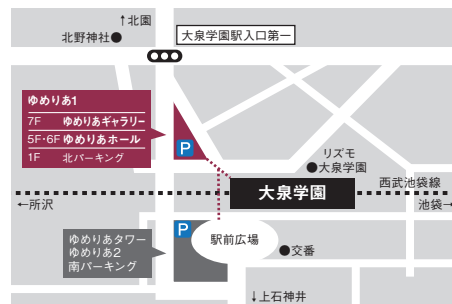 ↑北園
北野神社●
大泉学園駅入口第一
ゆめりあ1
7F ゆめりあギャラリー
5F・6F ゆめりあホール
1F 北パーキング
P
リズモ
●大泉学園
西武池袋線
大泉学園
←所沢
池袋→
P
ゆめりあタワー
ゆめりあ2
南パーキング
駅前広場
●交番
↓上石神井